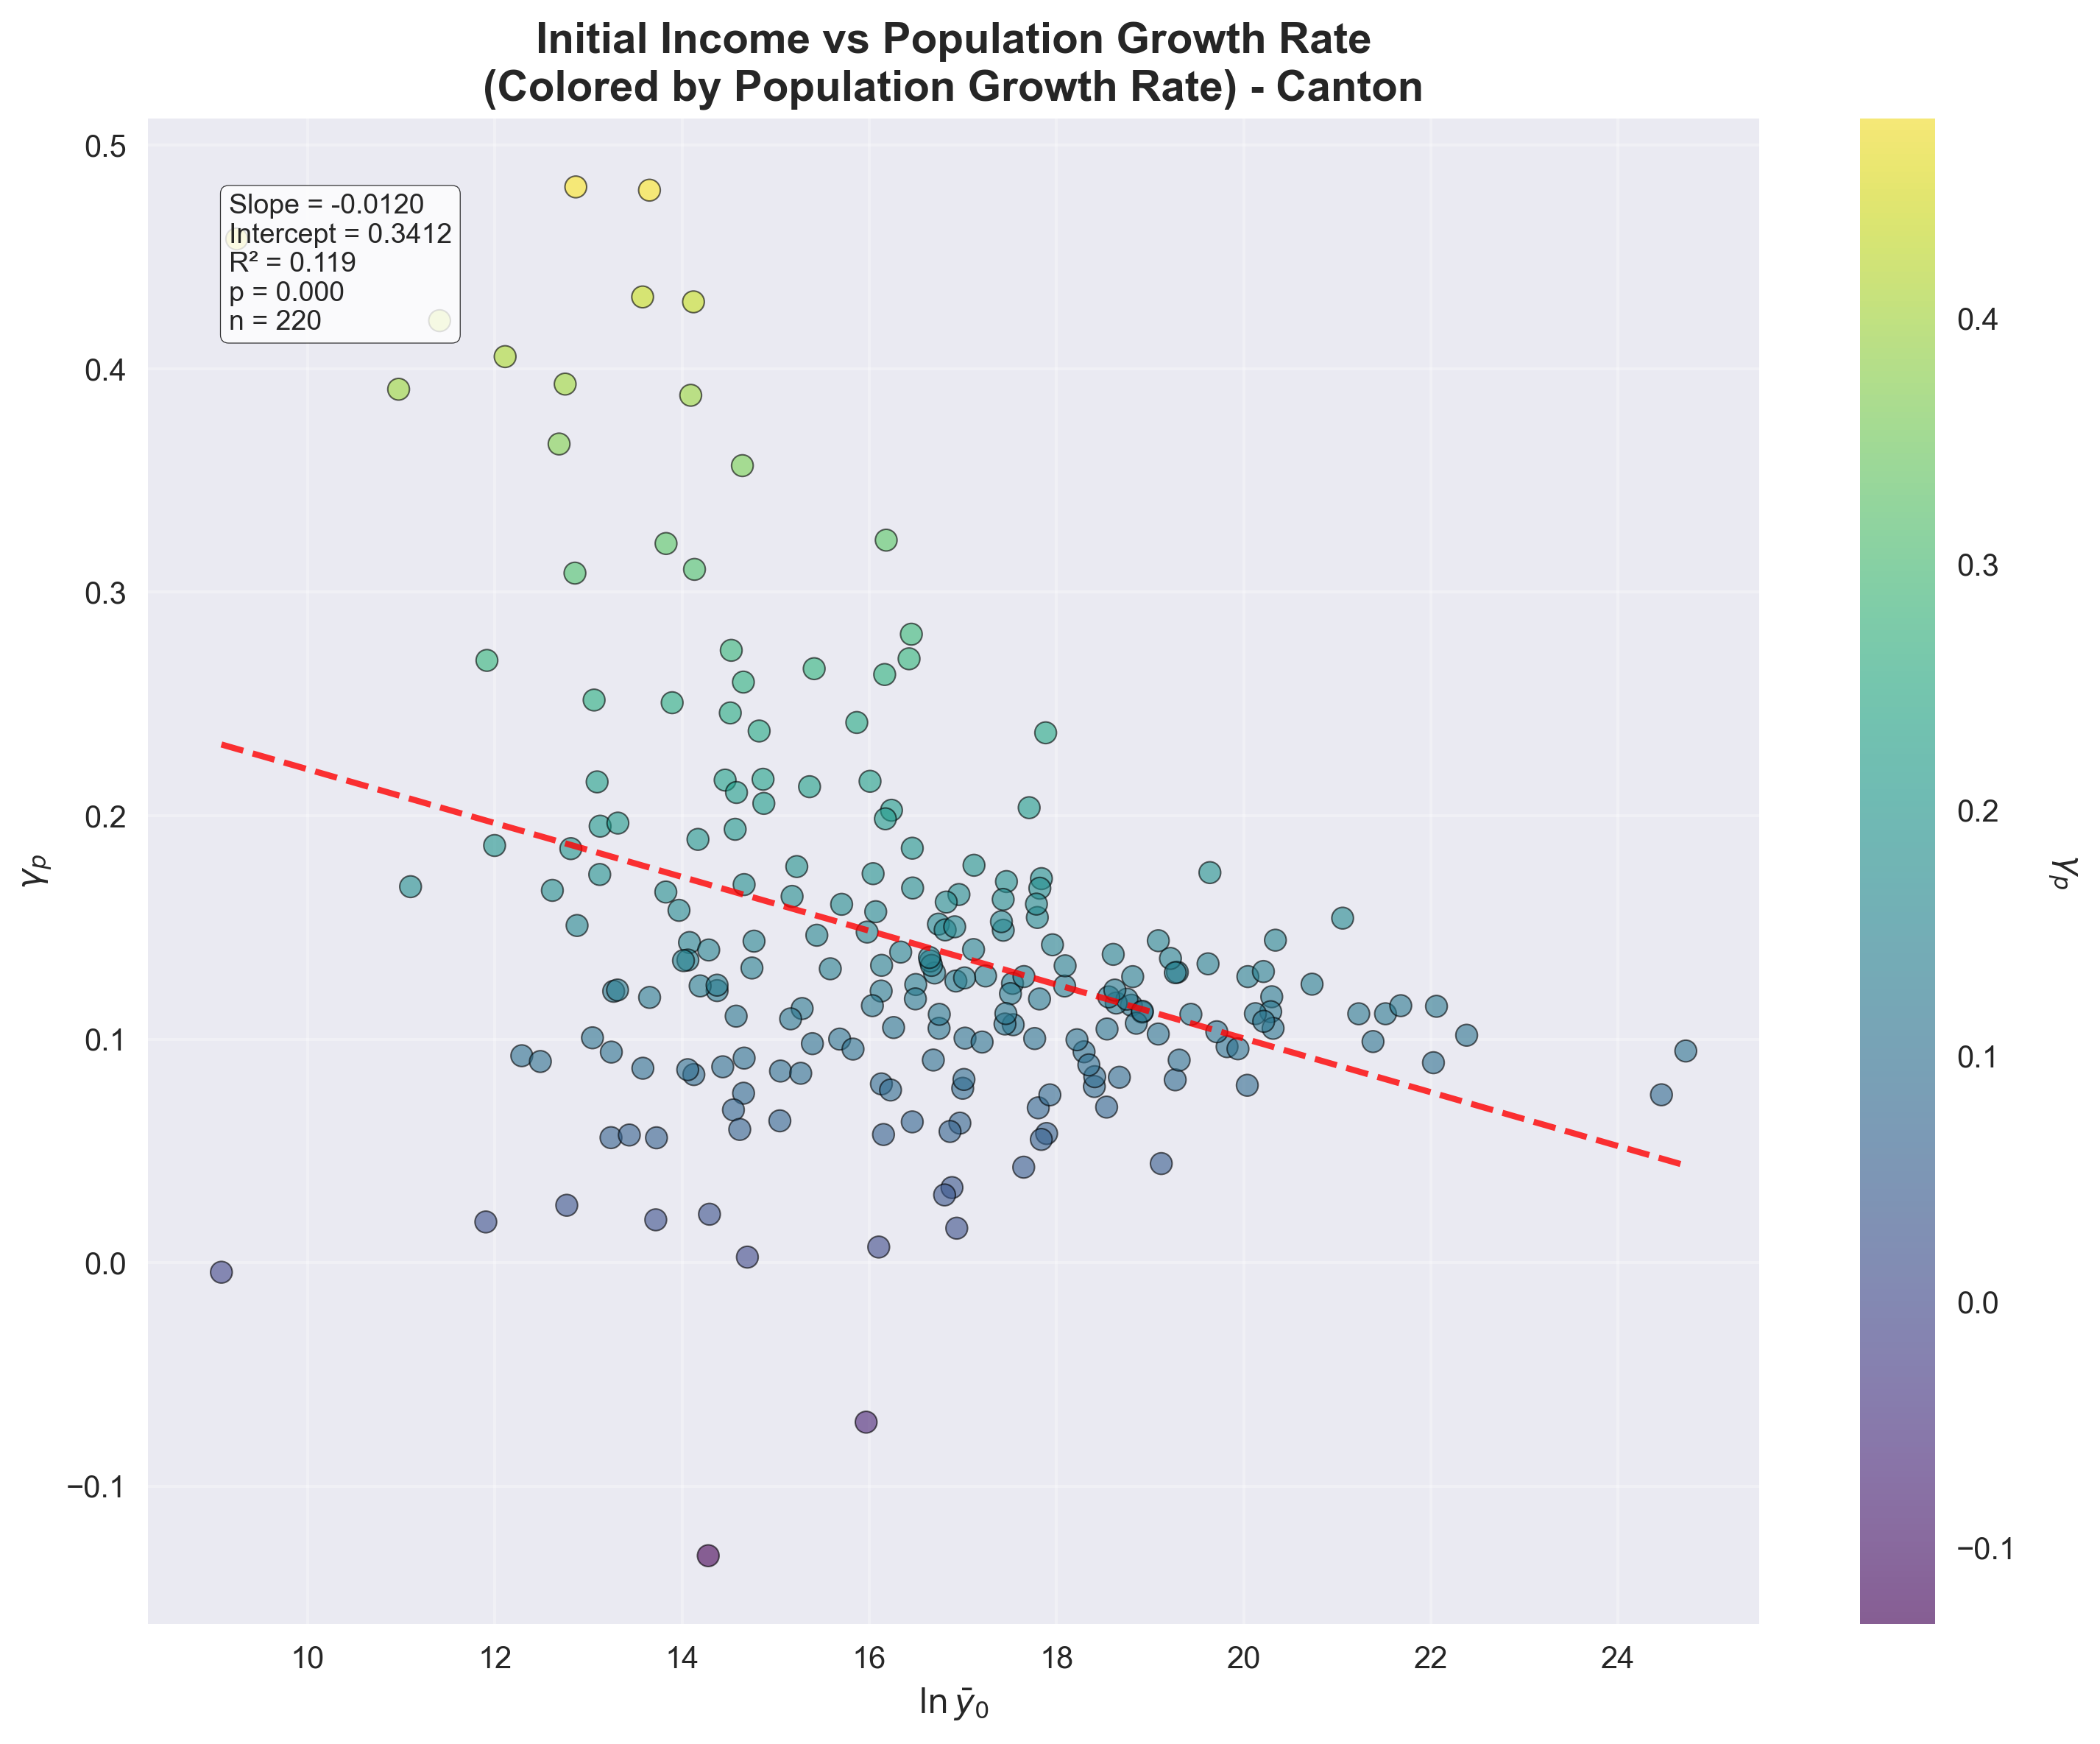 Initial Income vs Population Growth Rate
(Colored by Population Growth Rate) - Canton
Slope = -0.0120
Intercept = 0.3412
R² = 0.119
p = 0.000
n = 220
0.5
0.4
0.3
0.2
0.1
0.0
−0.1
γₚ
10 12 14 16 18 20 22 24
ln ȳ₀
0.4
0.3
0.2
0.1
0.0
−0.1
γₚ